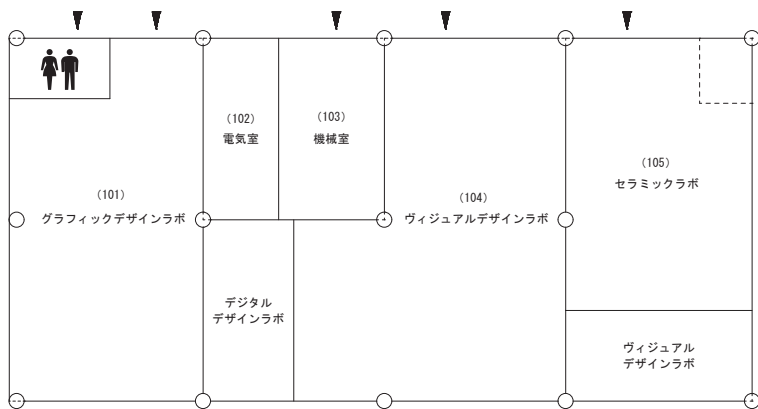 (102)
電気室
(103)
機械室
(105)
セラミックラボ
(101)
グラフィックデザインラボ
(104)
ヴィジュアルデザインラボ
デジタル
デザインラボ
ヴィジュアル
デザインラボ